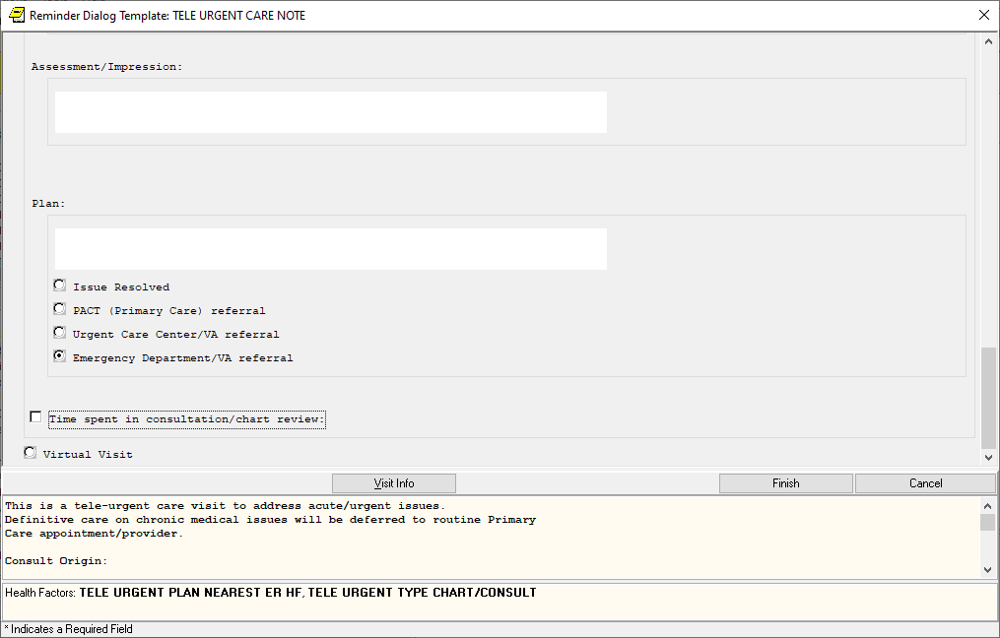 Reminder Dialog Template: TELE URGENT CARE NOTE
Assessment/Impression:
Plan:
Issue Resolved
PACT (Primary Care) referral
Urgent Care Center/VA referral
Emergency Department/VA referral
Time spent in consultation/chart review:
Virtual Visit
Visit Info Finish Cancel
This is a tele-urgent care visit to address acute/urgent issues.
Definitive care on chronic medical issues will be deferred to routine Primary
Care appointment/provider.
Consult Origin:
Health Factors: TELE URGENT PLAN NEAREST ER HF, TELE URGENT TYPE CHART/CONSULT
* Indicates a Required Field